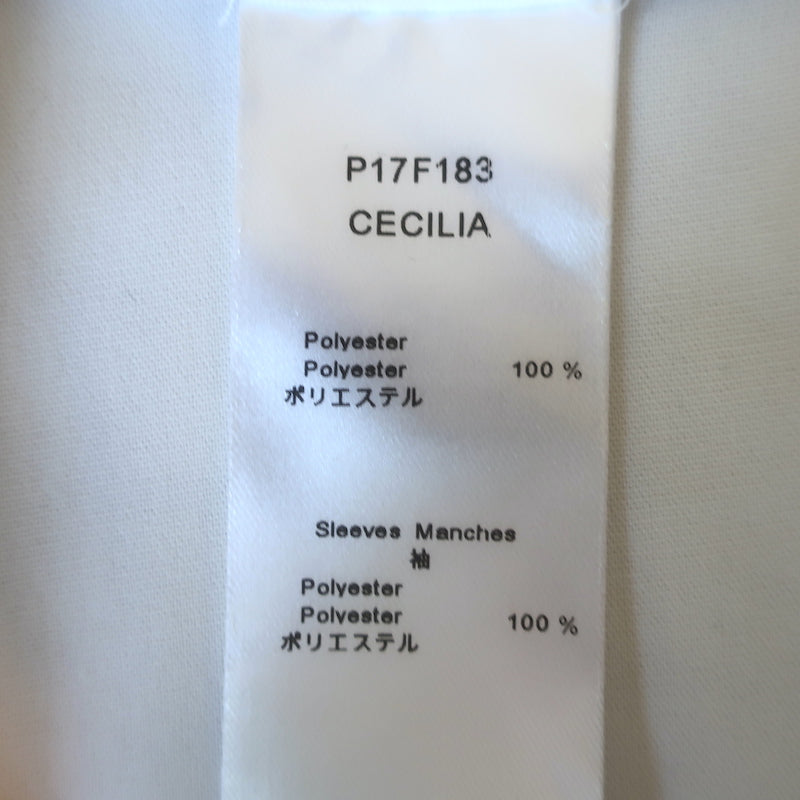 P17F183
CECILIA
Polyester
Polyester 100 %
ポリエステル
Sleeves Manches
袖
Polyester
Polyester 100 %
ポリエステル